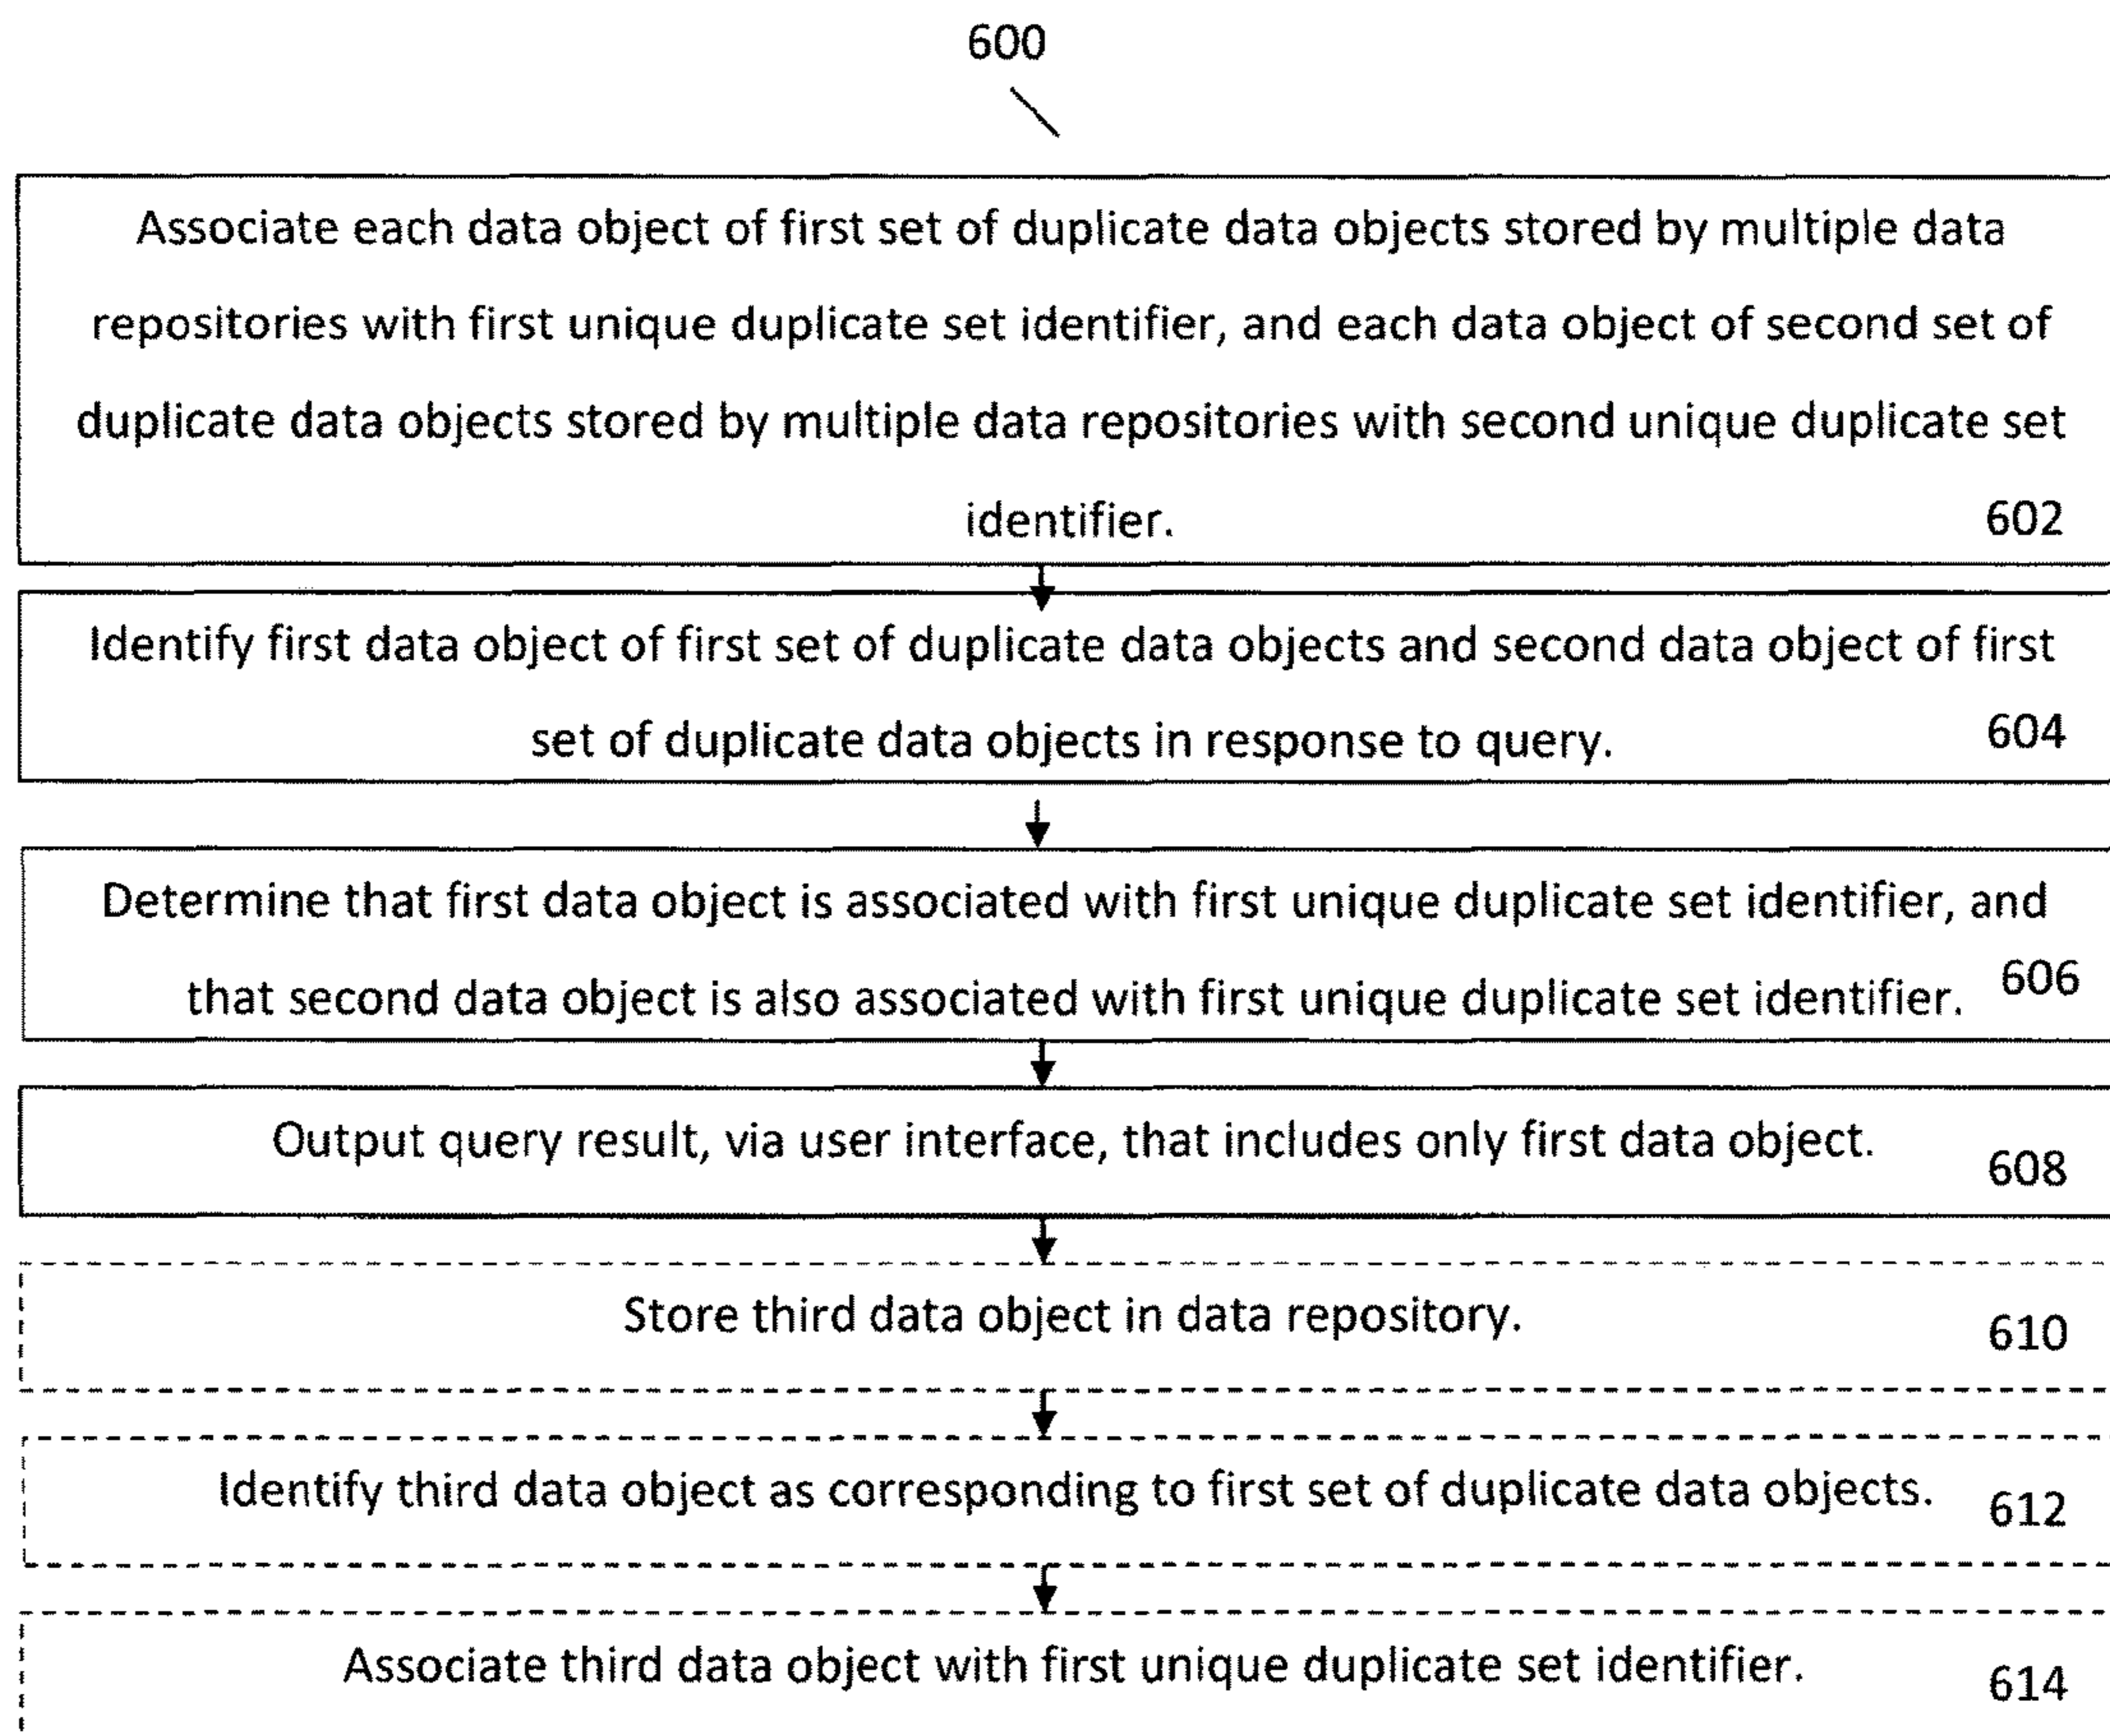 600
Associate each data object of first set of duplicate data objects stored by multiple data
repositories with first unique duplicate set identifier, and each data object of second set of
duplicate data objects stored by multiple data repositories with second unique duplicate set
identifier. 602
Identify first data object of first set of duplicate data objects and second data object of first
set of duplicate data objects in response to query. 604
Determine that first data object is associated with first unique duplicate set identifier, and
that second data object is also associated with first unique duplicate set identifier. 606
Output query result, via user interface, that includes only first data object. 608
Store third data object in data repository. 610
Identify third data object as corresponding to first set of duplicate data objects. 612
Associate third data object with first unique duplicate set identifier. 614